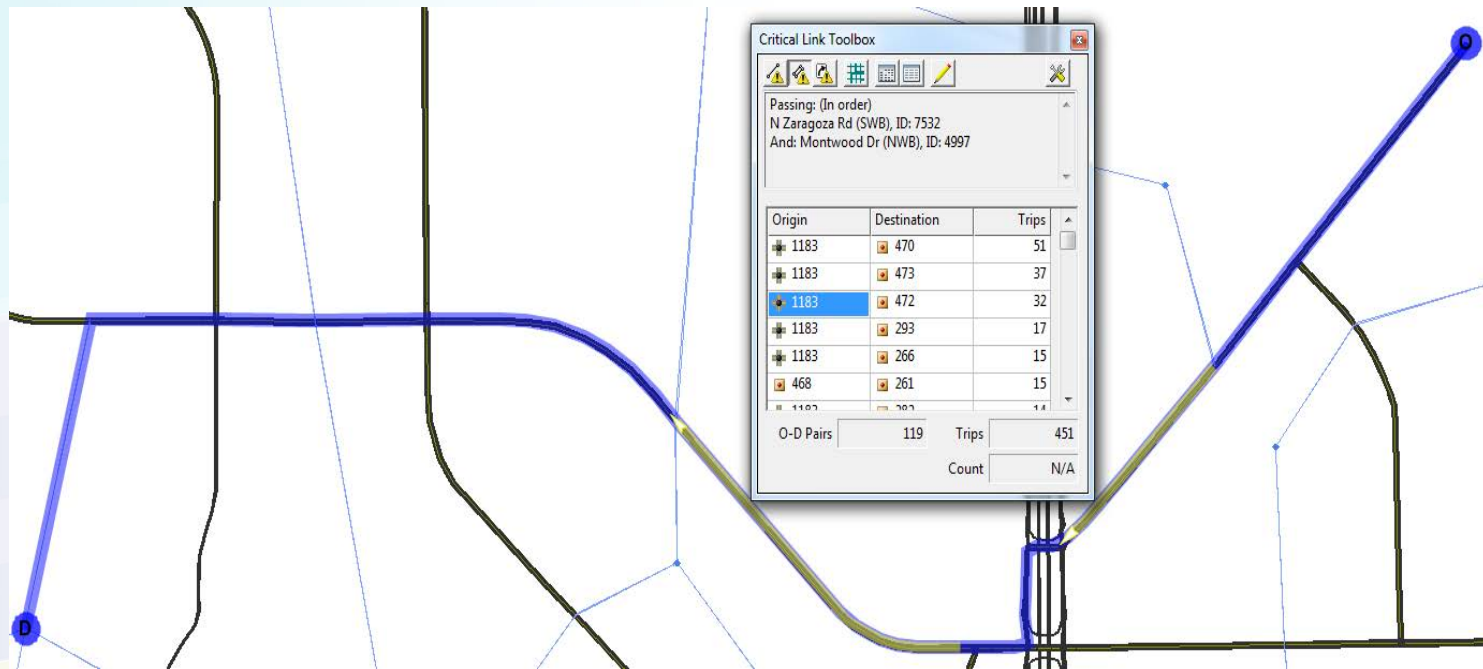 Critical Link Toolbox
O
Passing: (In order)
N Zaragoza Rd (SWB), ID: 7532
And: Montwood Dr (NWB), ID: 4997
Origin Destination Trips
1183 470 51
1183 473 37
1183 472 32
1183 293 17
1183 266 15
468 261 15
O-D Pairs 119 Trips 451
Count N/A
D